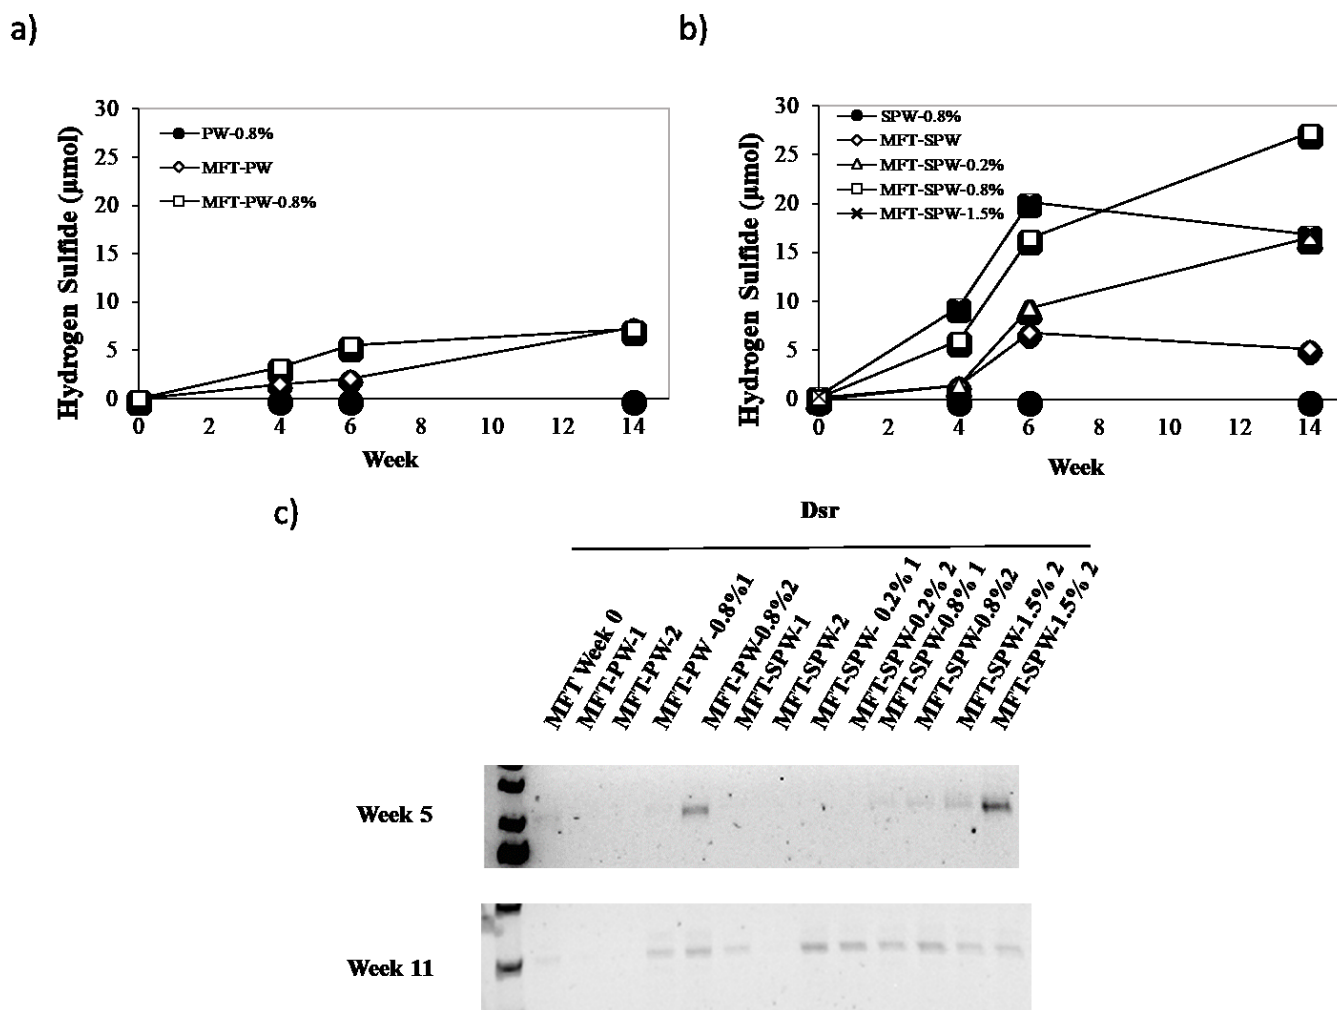 a)
Hydrogen Sulfide (µmol)
30
25
20
15
10
5
0
PW-0.8%
MFT-PW
MFT-PW-0.8%
0 2 4 6 8 10 12 14
Week
b)
Hydrogen Sulfide (µmol)
30
25
20
15
10
5
0
SPW-0.8%
MFT-SPW
MFT-SPW-0.2%
MFT-SPW-0.8%
MFT-SPW-1.5%
0 2 4 6 8 10 12 14
Week
c)
Dsr
MFT Week 0
MFT-PW-1
MFT-PW-2
MFT-PW -0.8%1
MFT-PW-0.8%2
MFT-SPW-1
MFT-SPW-2
MFT-SPW- 0.2% 1
MFT-SPW-0.2% 2
MFT-SPW-0.8% 1
MFT-SPW-0.8%2
MFT-SPW-1.5% 2
MFT-SPW-1.5% 2
Week 5
Week 11